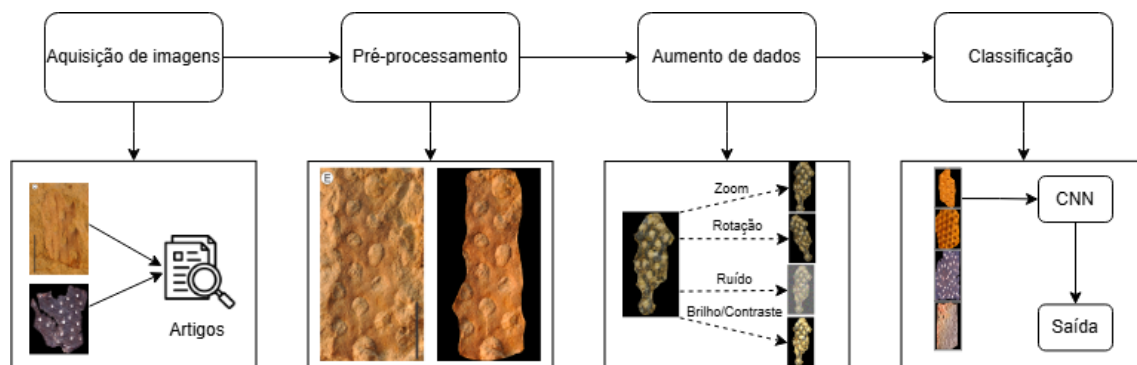 Aquisição de imagens
Pré-processamento
Aumento de dados
Classificação
Artigos
E
Zoom
Rotação
Ruído
Brilho/Contraste
CNN
Saída